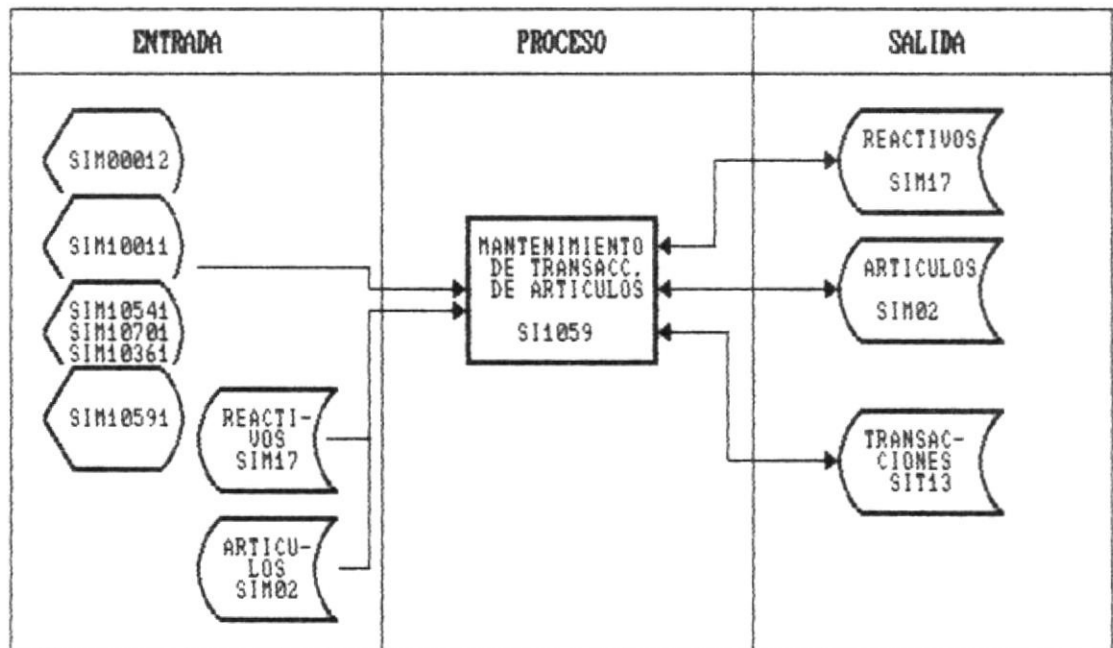 ENTRADA
PROCESO
SALIDA
SIM00012
SIM10011
SIM10541
SIM10701
SIM10361
SIM10591
REACTI-
VOS
SIM17
ARTICU-
LOS
SIM02
MANTENIMIENTO
DE TRANSACC.
DE ARTICULOS
SI1059
REACTIVOS
SIM17
ARTICULOS
SIM02
TRANSAC-
CIONES
SIT13